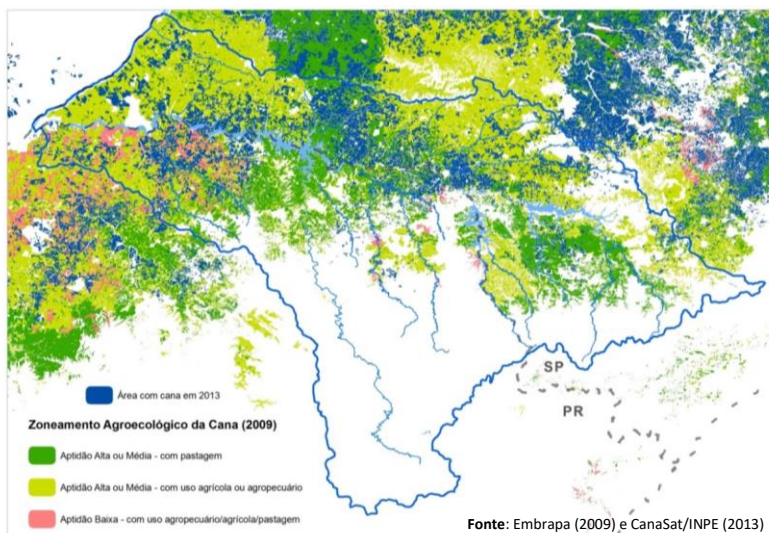 SP
PR
Área com cana em 2013
Zoneamento Agroecológico da Cana (2009)
Aptidão Alta ou Média - com pastagem
Aptidão Alta ou Média - com uso agrícola ou agropecuário
Aptidão Baixa - com uso agropecuário/agrícola/pastagem
Fonte: Embrapa (2009) e CanaSat/INPE (2013)